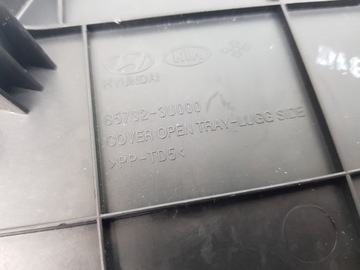 HYUNDAI
KIA
85792-3U000
COVER OPEN TRAY-LUGG SIDE
>PP-TD5<